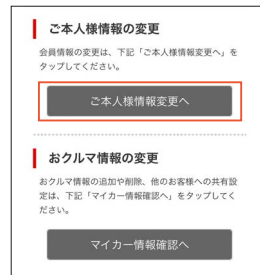 ご本人様情報の変更
会員情報の変更は、下記「ご本人様情報変更へ」を
タップしてください。
ご本人様情報変更へ
おクルマ情報の変更
おクルマ情報の追加や削除、他のお客様への共有設
定は、下記「マイカー情報確認へ」をタップしてく
ださい。
マイカー情報確認へ